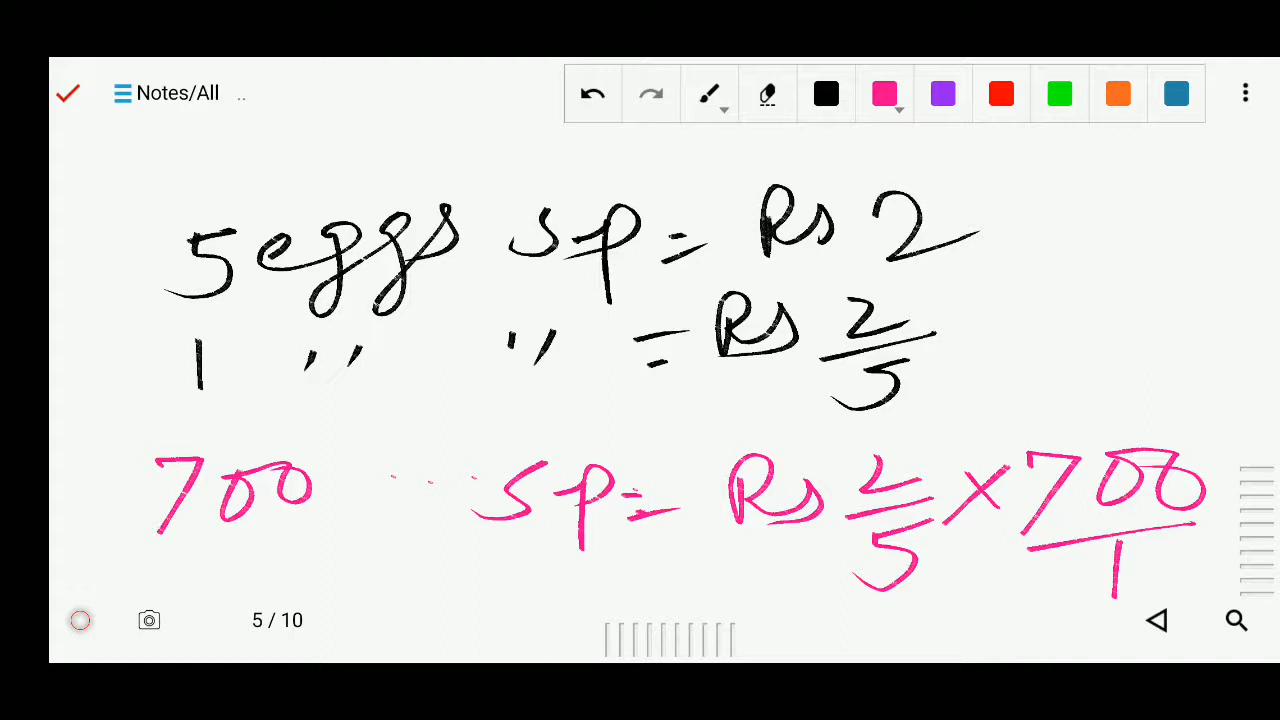 Notes/All ..
5 eggs SP = Rs 2
1 " " = Rs 2/5
700 ... SP = Rs 2/5 × 700/1
5 / 10